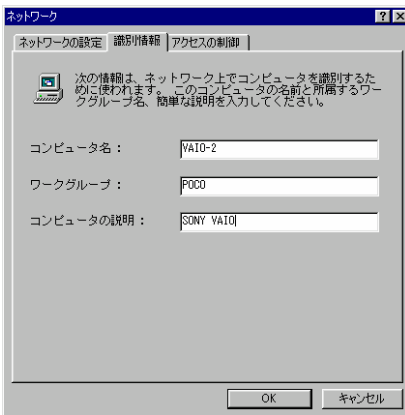 ネットワーク
ネットワークの設定 識別情報 アクセスの制御
次の情報は、ネットワーク上でコンピュータを識別するた
めに使われます。 このコンピュータの名前と所属するワー
クグループ名、簡単な説明を入力してください。
コンピュータ名： VAIO-2
ワークグループ： POCO
コンピュータの説明： SONY VAIO
OK キャンセル